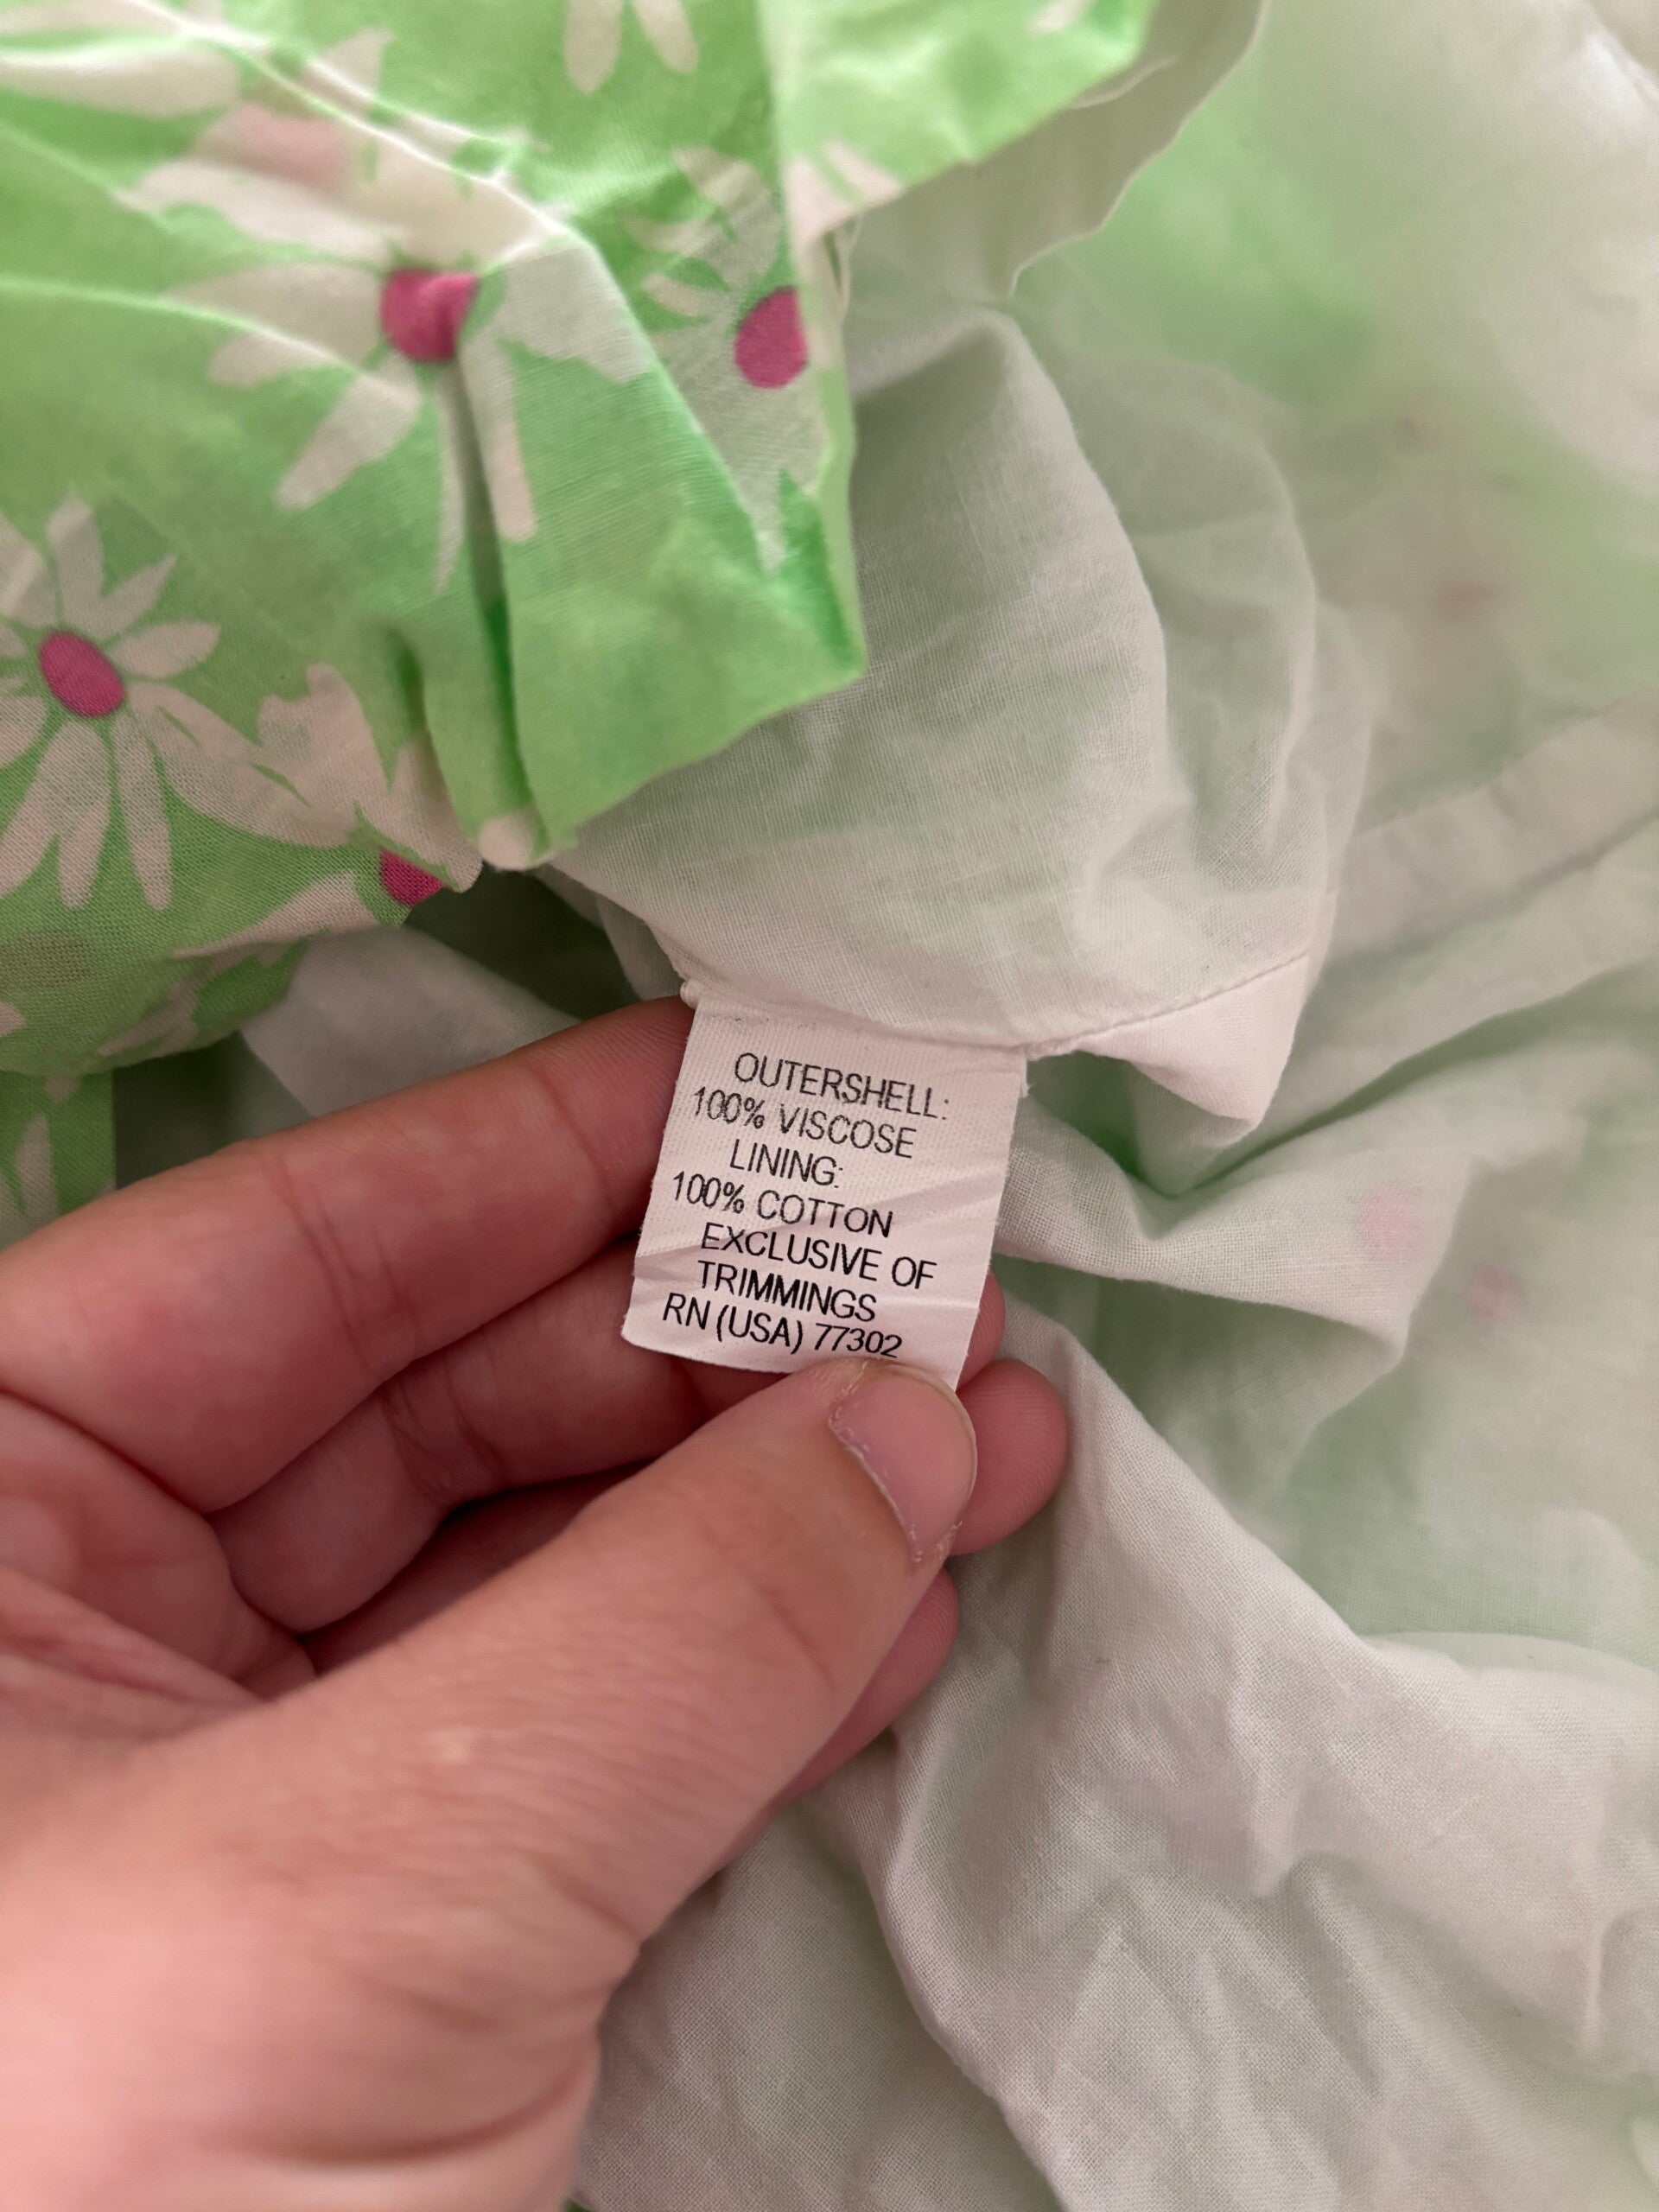 OUTERSHELL:
100% VISCOSE
LINING:
100% COTTON
EXCLUSIVE OF
TRIMMINGS
RN (USA) 77302